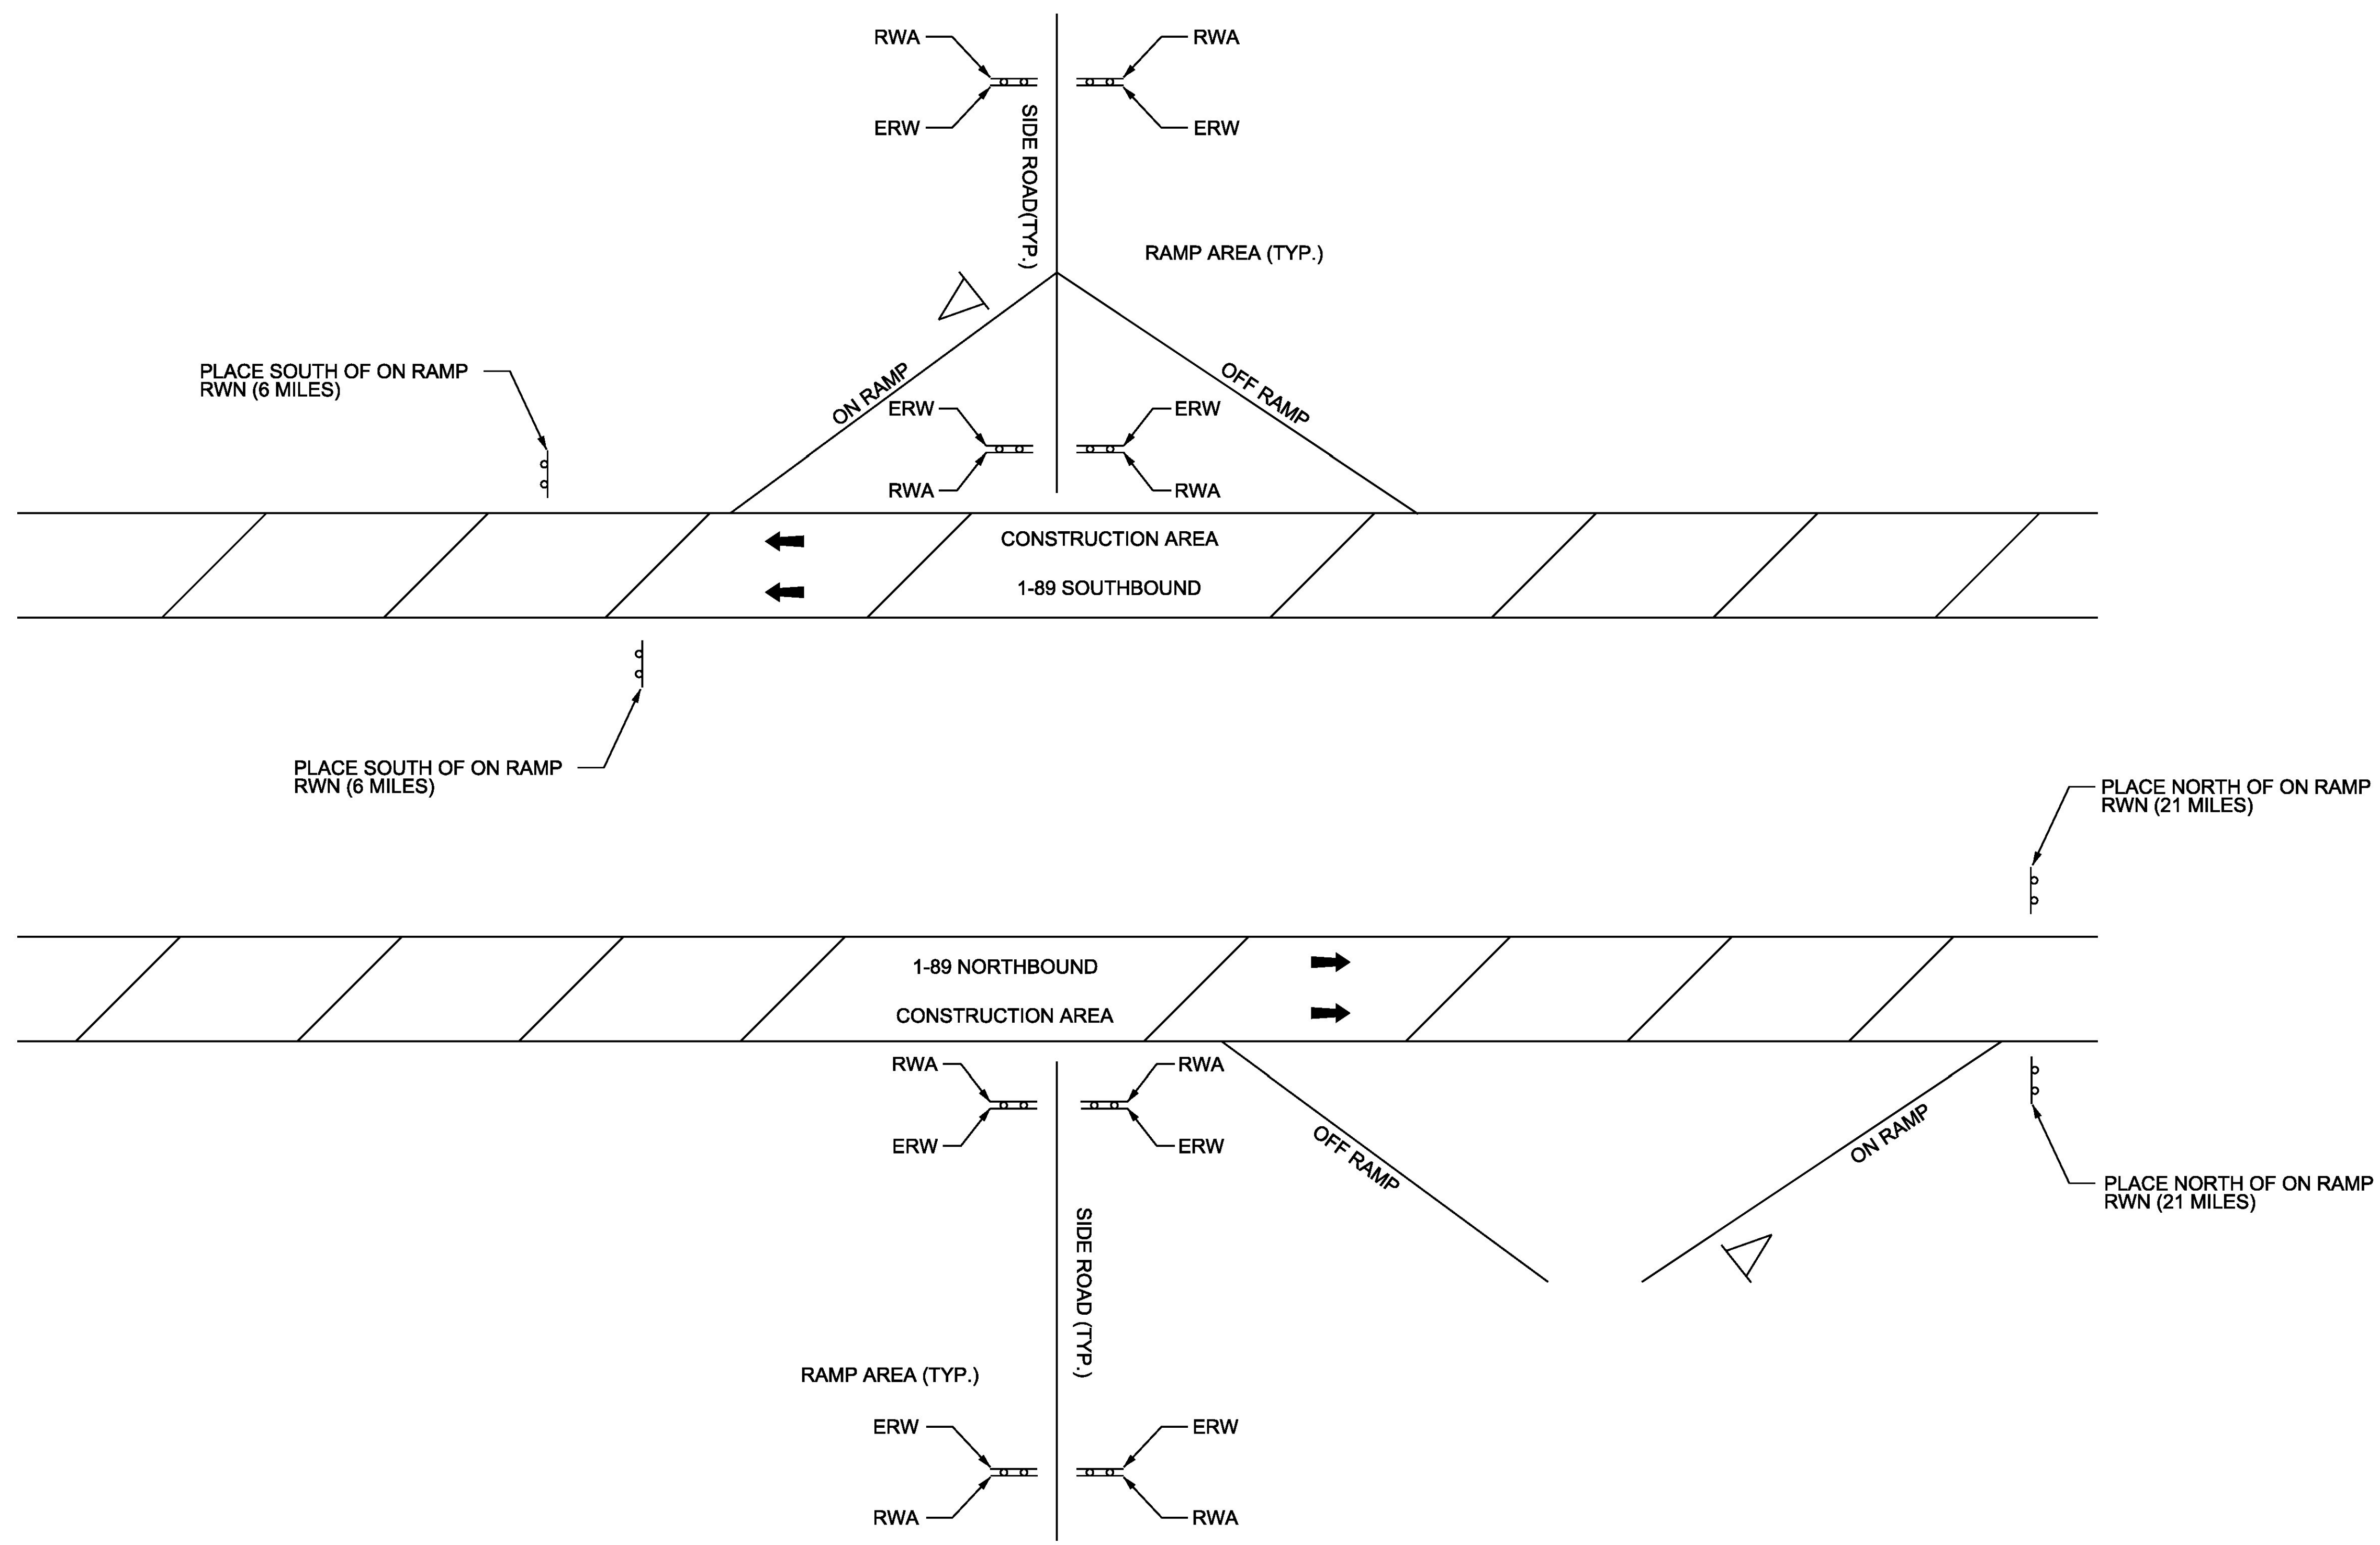 RWA
RWA
ERW
ERW
SIDE ROAD(TYP.)
RAMP AREA (TYP.)
PLACE SOUTH OF ON RAMP
RWN (6 MILES)
ON RAMP
OFF RAMP
ERW
ERW
RWA
RWA
CONSTRUCTION AREA
1-89 SOUTHBOUND
PLACE SOUTH OF ON RAMP
RWN (6 MILES)
PLACE NORTH OF ON RAMP
RWN (21 MILES)
1-89 NORTHBOUND
CONSTRUCTION AREA
RWA
RWA
ERW
ERW
OFF RAMP
ON RAMP
PLACE NORTH OF ON RAMP
RWN (21 MILES)
SIDE ROAD (TYP.)
RAMP AREA (TYP.)
ERW
ERW
RWA
RWA